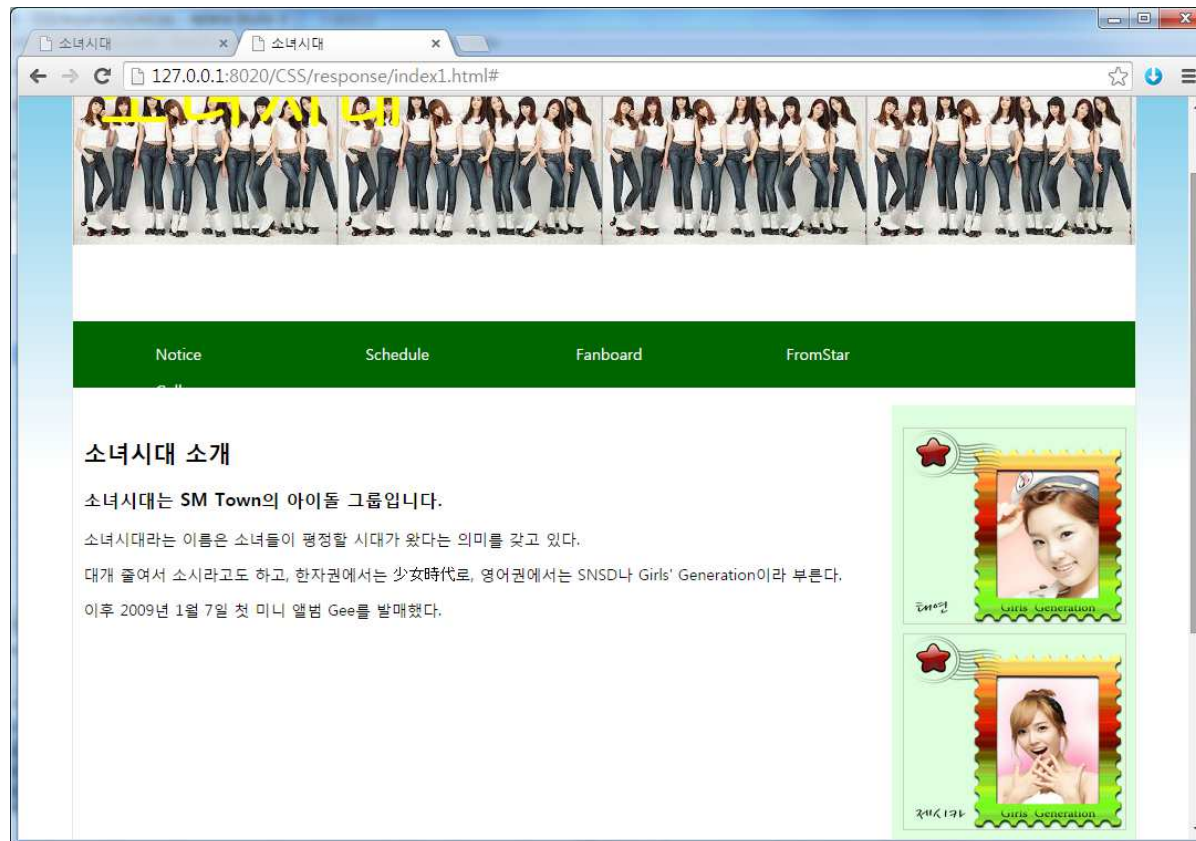 소녀시대
소녀시대
127.0.0.1:8020/CSS/response/index1.html#
소녀시대
Notice Schedule Fanboard FromStar
소녀시대 소개
소녀시대는 SM Town의 아이돌 그룹입니다.
소녀시대라는 이름은 소녀들이 평정할 시대가 왔다는 의미를 갖고 있다.
대개 줄여서 소시라고도 하고, 한자권에서는 少女時代로, 영어권에서는 SNSD나 Girls' Generation이라 부른다.
이후 2009년 1월 7일 첫 미니 앨범 Gee를 발매했다.
태연
Girls' Generation
제시카
Girls' Generation